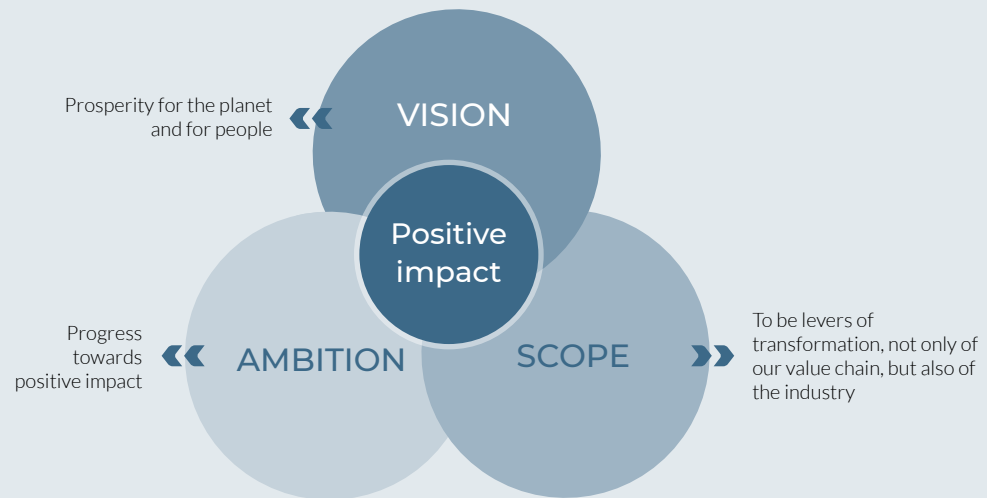 Prosperity for the planet
and for people
VISION
Positive
impact
Progress
towards
positive impact
AMBITION
SCOPE
To be levers of
transformation, not only of
our value chain, but also of
the industry